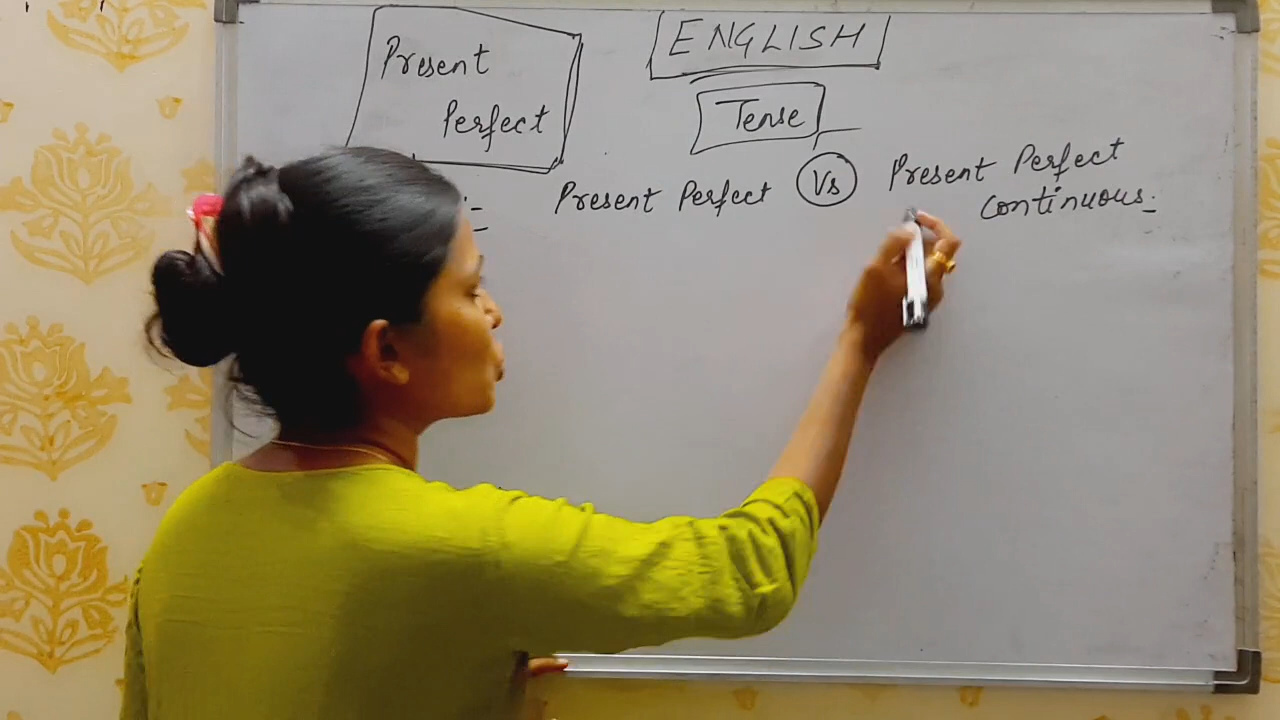 Present
Perfect
ENGLISH
Tense
Present Perfect Vs Present Perfect
continuous